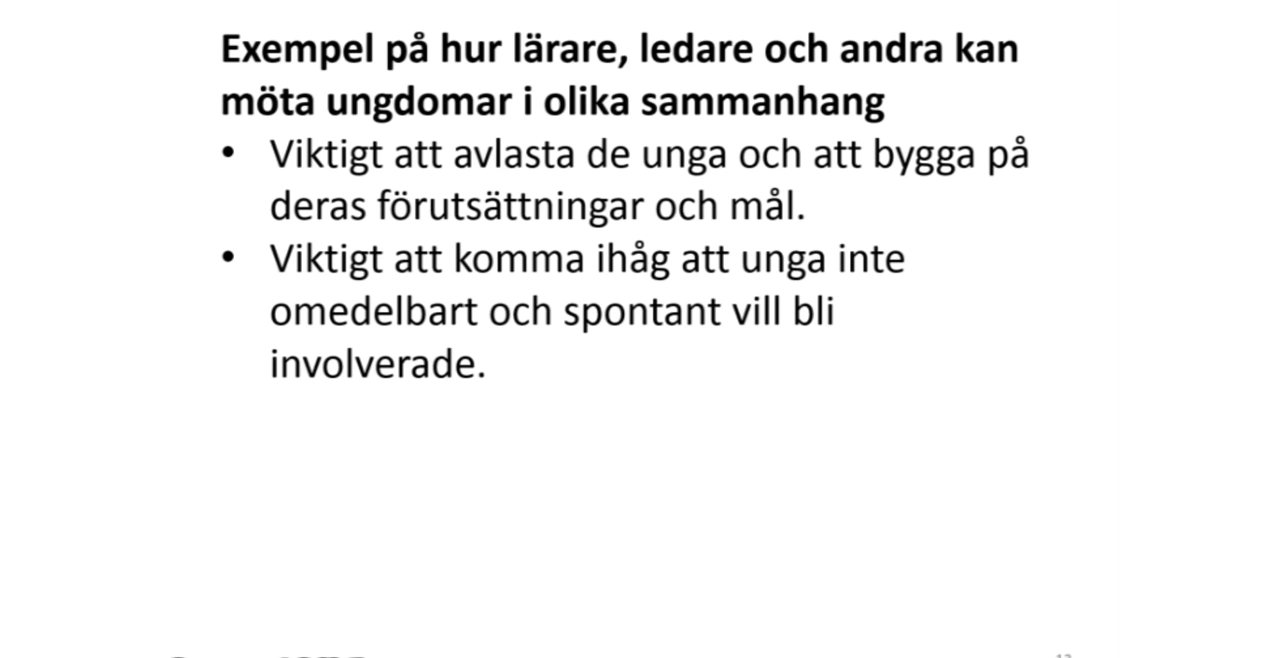 Exempel på hur lärare, ledare och andra kan
möta ungdomar i olika sammanhang
• Viktigt att avlasta de unga och att bygga på
deras förutsättningar och mål.
• Viktigt att komma ihåg att unga inte
omedelbart och spontant vill bli
involverade.